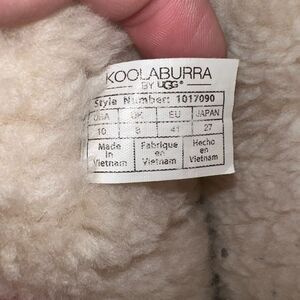 KOOLABURRA
BY UGG®
Style Number: 1017090
USA UK EU JAPAN
10 8 41 27
Made in Vietnam
Fabriqué en Vietnam
Hecho en Vietnam